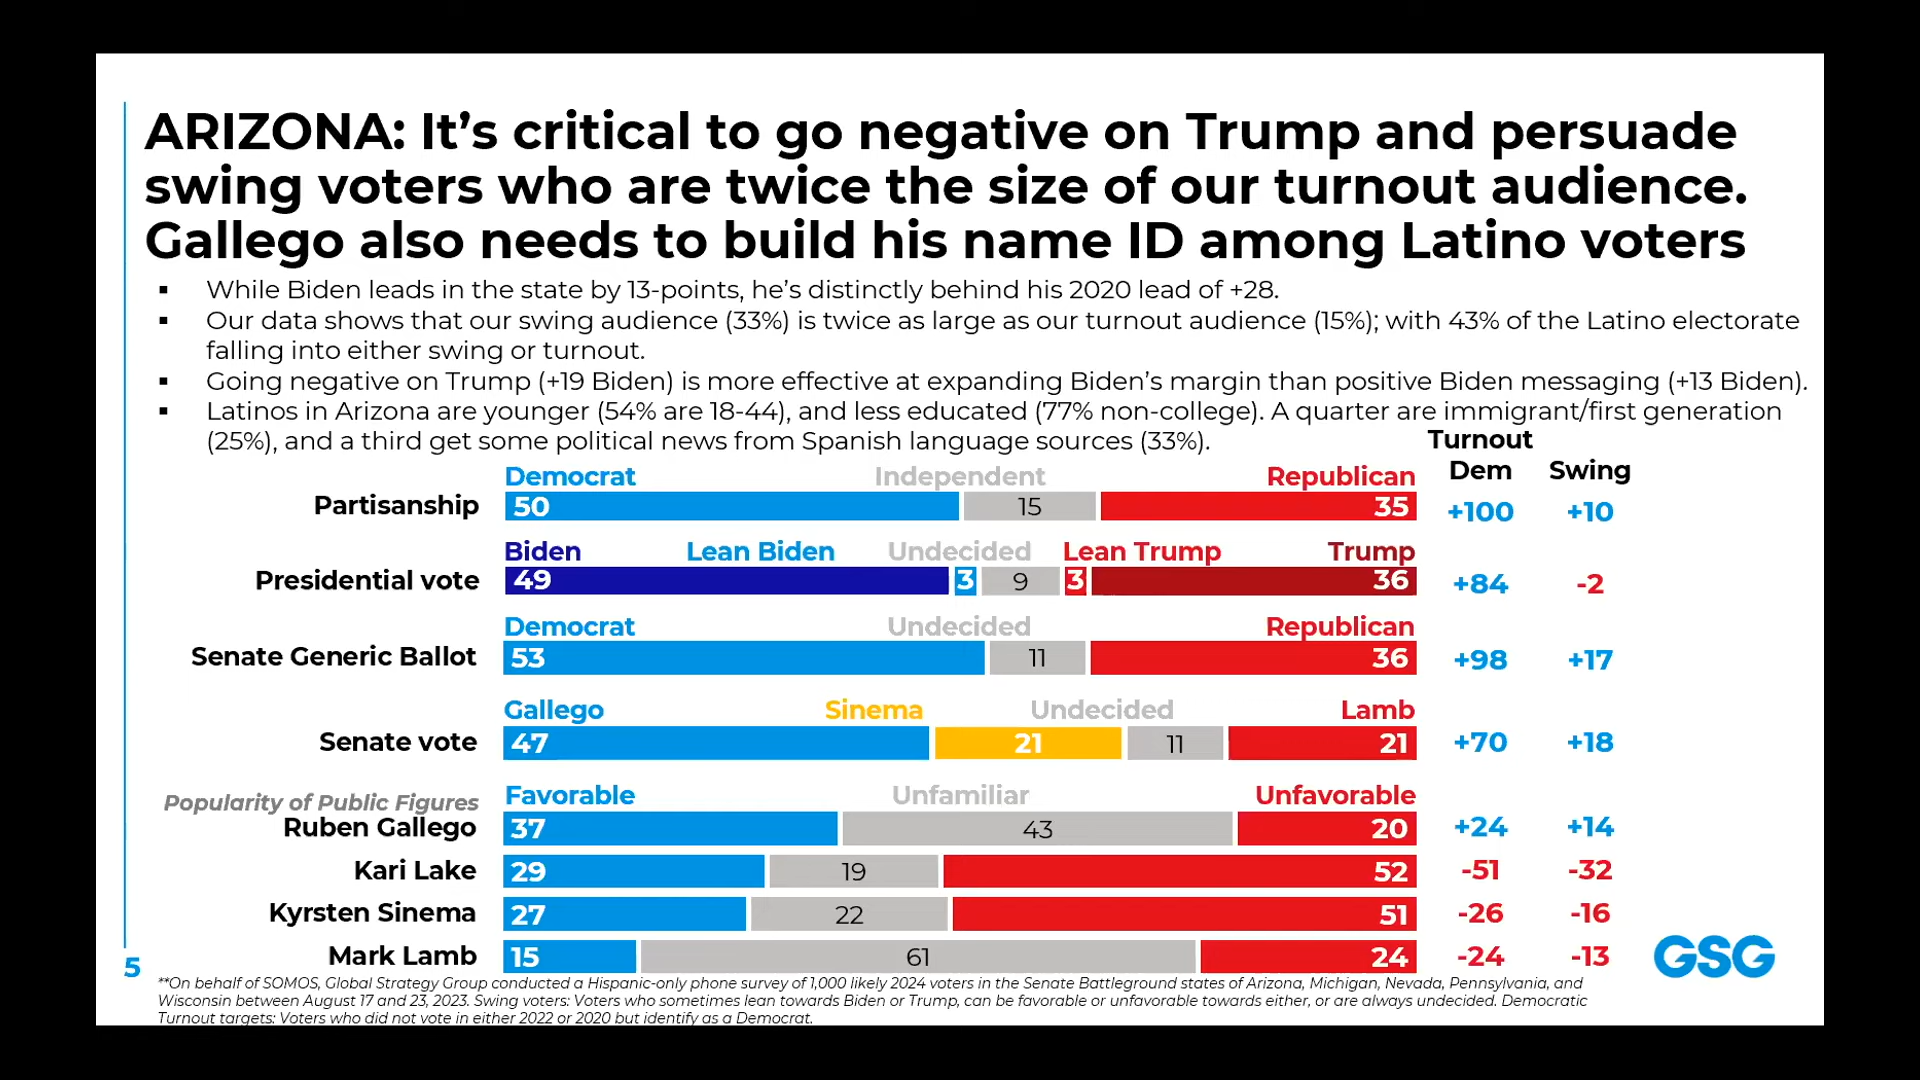 ARIZONA: It’s critical to go negative on Trump and persuade
swing voters who are twice the size of our turnout audience.
Gallego also needs to build his name ID among Latino voters
▪ While Biden leads in the state by 13-points, he’s distinctly behind his 2020 lead of +28.
▪ Our data shows that our swing audience (33%) is twice as large as our turnout audience (15%); with 43% of the Latino electorate
falling into either swing or turnout.
▪ Going negative on Trump (+19 Biden) is more effective at expanding Biden’s margin than positive Biden messaging (+13 Biden).
▪ Latinos in Arizona are younger (54% are 18-44), and less educated (77% non-college). A quarter are immigrant/first generation
(25%), and a third get some political news from Spanish language sources (33%).
Turnout
Dem Swing
Democrat Independent Republican
Partisanship 50 15 35 +100 +10
Biden Lean Biden Undecided Lean Trump Trump
Presidential vote 49 3 9 3 36 +84 -2
Democrat Undecided Republican
Senate Generic Ballot 53 11 36 +98 +17
Gallego Sinema Undecided Lamb
Senate vote 47 21 11 21 +70 +18
Popularity of Public Figures Favorable Unfamiliar Unfavorable
Ruben Gallego 37 43 20 +24 +14
Kari Lake 29 19 52 -51 -32
Kyrsten Sinema 27 22 51 -26 -16
Mark Lamb 15 61 24 -24 -13
GSG
5
**On behalf of SOMOS, Global Strategy Group conducted a Hispanic-only phone survey of 1,000 likely 2024 voters in the Senate Battleground states of Arizona, Michigan, Nevada, Pennsylvania, and
Wisconsin between August 17 and 23, 2023. Swing voters: Voters who sometimes lean towards Biden or Trump, can be favorable or unfavorable towards either, or are always undecided. Democratic
Turnout targets: Voters who did not vote in either 2022 or 2020 but identify as a Democrat.